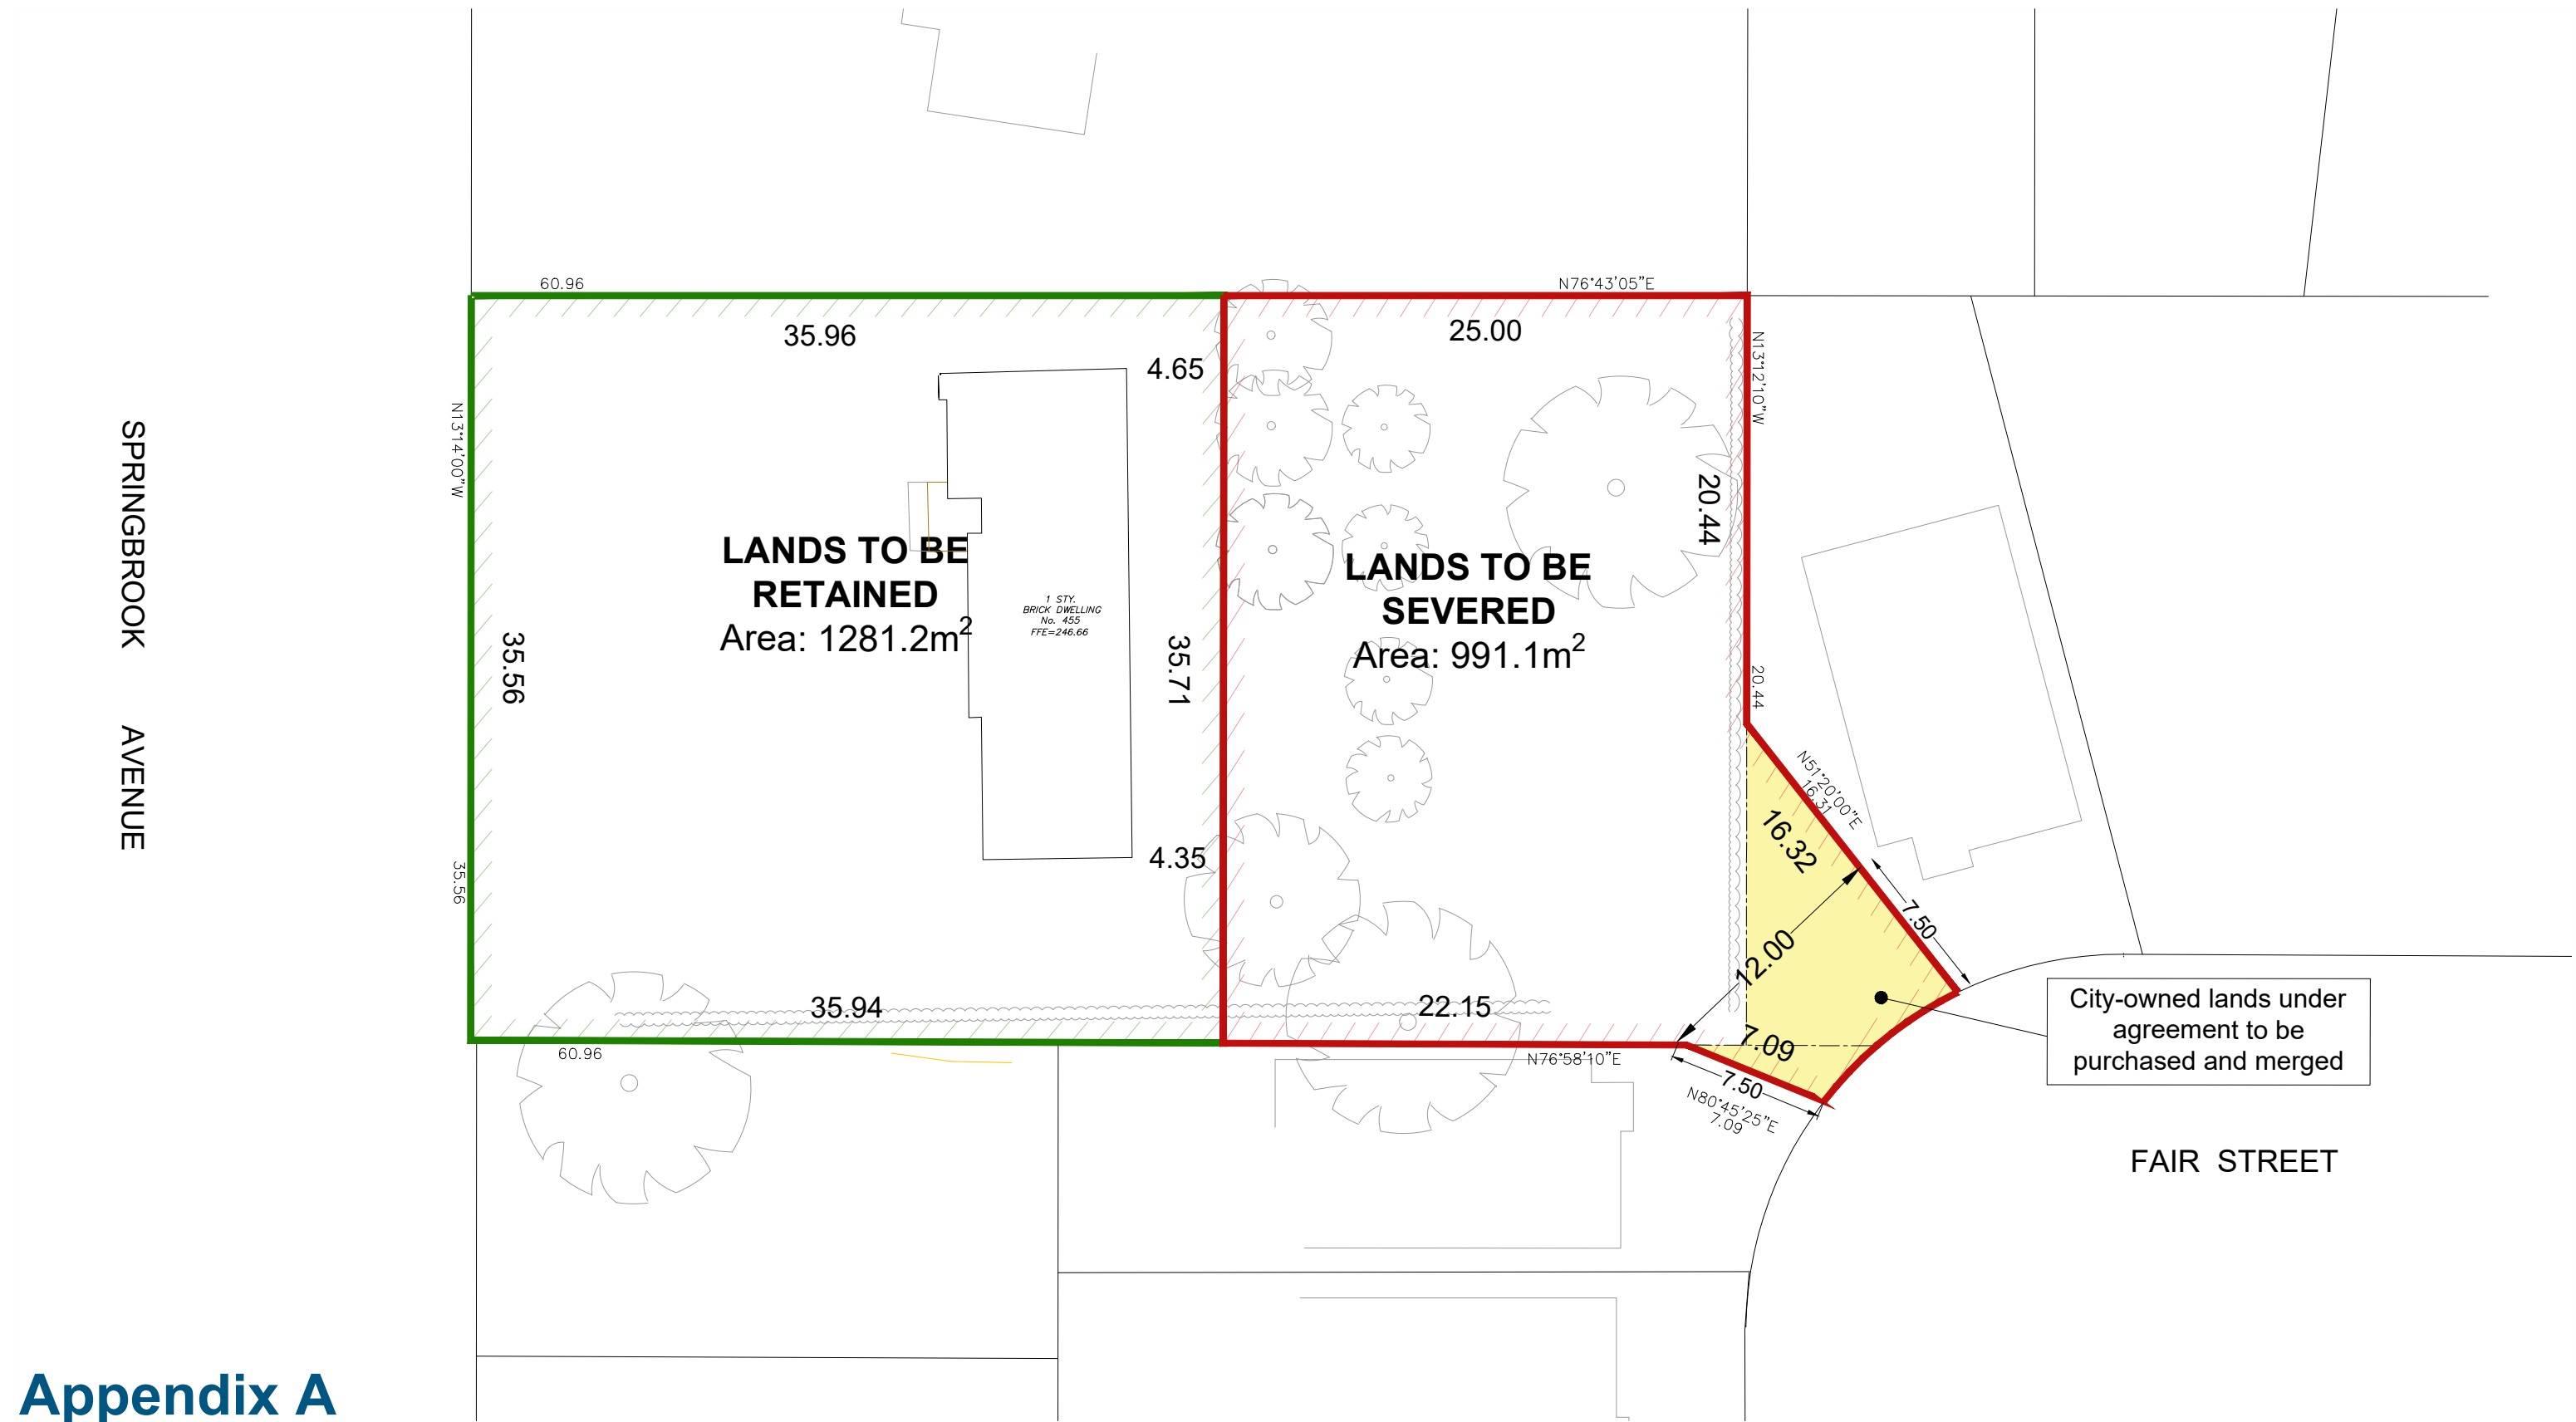 60.96
N76°43'05"E
35.96
25.00
4.65
N13°12'10"W
N13°14'00"W
SPRINGBROOK AVENUE
20.44
LANDS TO BE
RETAINED
Area: 1281.2m²
1 STY.
BRICK DWELLING
No. 455
FFE=246.66
LANDS TO BE
SEVERED
Area: 991.1m²
35.56
35.71
20.44
N51°20'00"E
16.31
16.32
4.35
35.56
7.50
12.00
35.94
22.15
7.09
City-owned lands under
agreement to be
purchased and merged
60.96
N76°58'10"E
7.50
N80°45'25"E
7.09
FAIR STREET
Appendix A